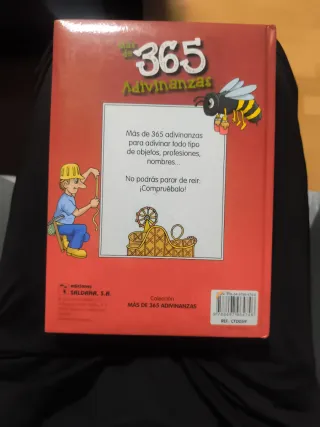 365
Adivinanzas
Más de 365 adivinanzas
para adivinar todo tipo
de objetos, profesiones,
nombres...
No podrás parar de reir.
¡Compruébalo!
EDICIONES
SALDAÑA, S.A.
Colección
MÁS DE 365 ADIVINANZAS